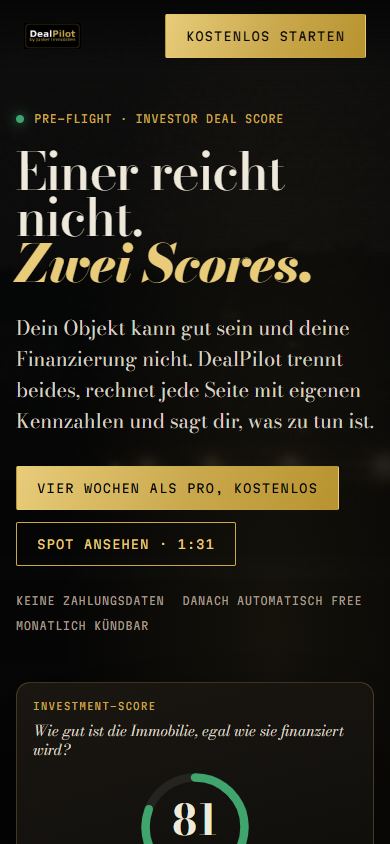 DealPilot
by Junker Immobilien
KOSTENLOS STARTEN
PRE-FLIGHT · INVESTOR DEAL SCORE
Einer reicht
nicht.
Zwei Scores.
Dein Objekt kann gut sein und deine
Finanzierung nicht. DealPilot trennt
beides, rechnet jede Seite mit eigenen
Kennzahlen und sagt dir, was zu tun ist.
VIER WOCHEN ALS PRO, KOSTENLOS
SPOT ANSEHEN · 1:31
KEINE ZAHLUNGSDATEN DANACH AUTOMATISCH FREE
MONATLICH KÜNDBAR
INVESTMENT-SCORE
Wie gut ist die Immobilie, egal wie sie finanziert
wird?
81